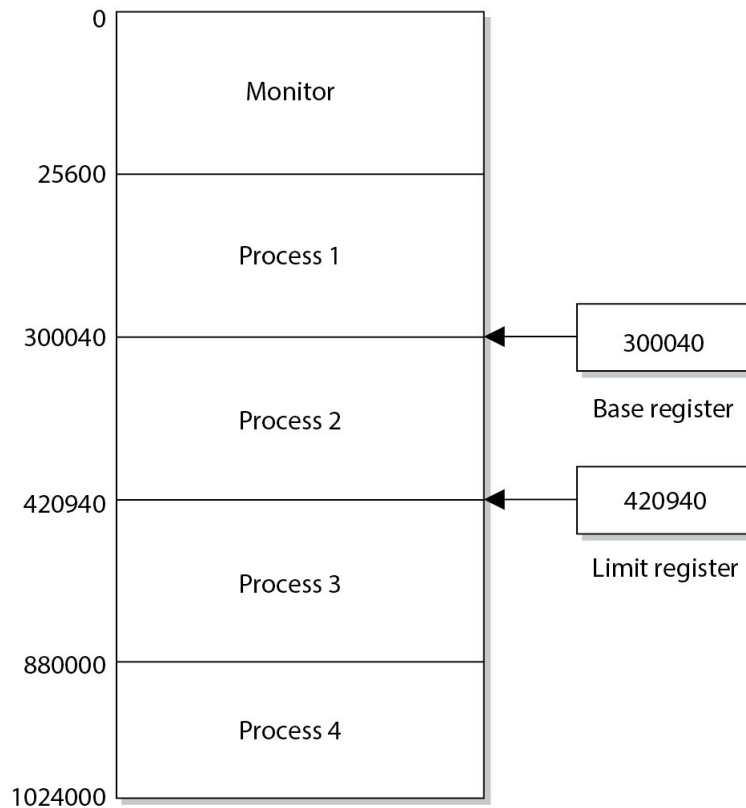 0
Monitor
25600
Process 1
300040
300040
Base register
Process 2
420940
420940
Limit register
Process 3
880000
Process 4
1024000